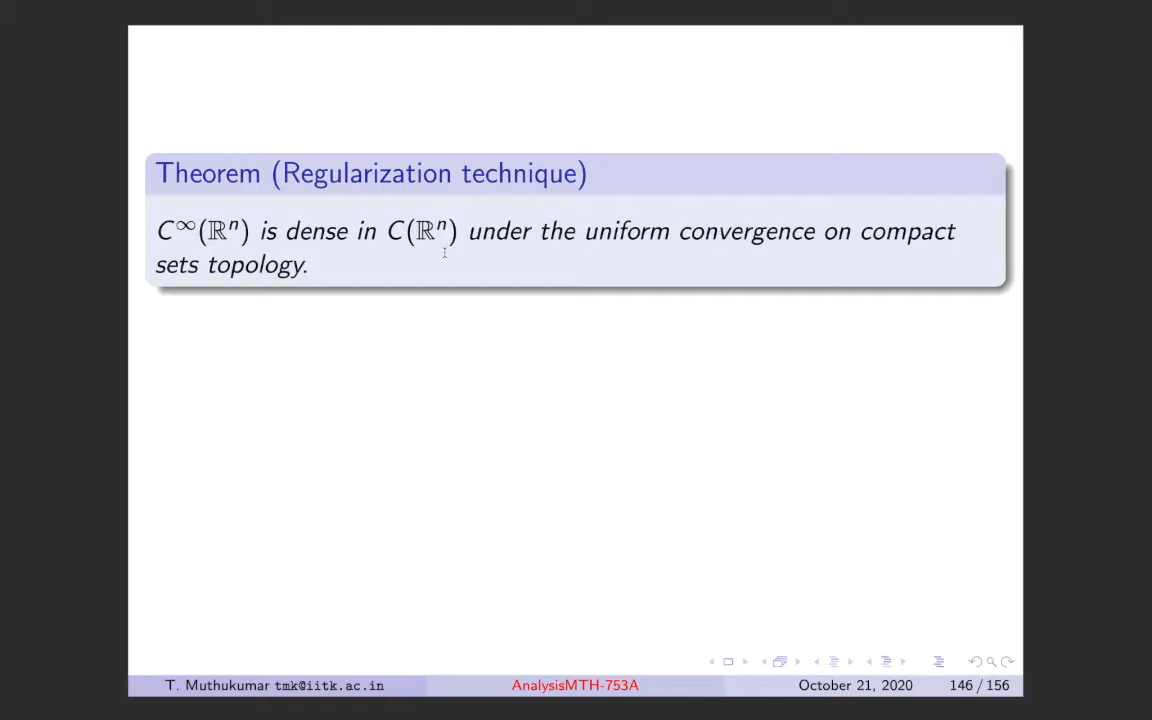 Theorem (Regularization technique)
C∞(ℝⁿ) is dense in C(ℝⁿ) under the uniform convergence on compact
sets topology.
T. Muthukumar tmk@iitk.ac.in AnalysisMTH-753A October 21, 2020 146 / 156